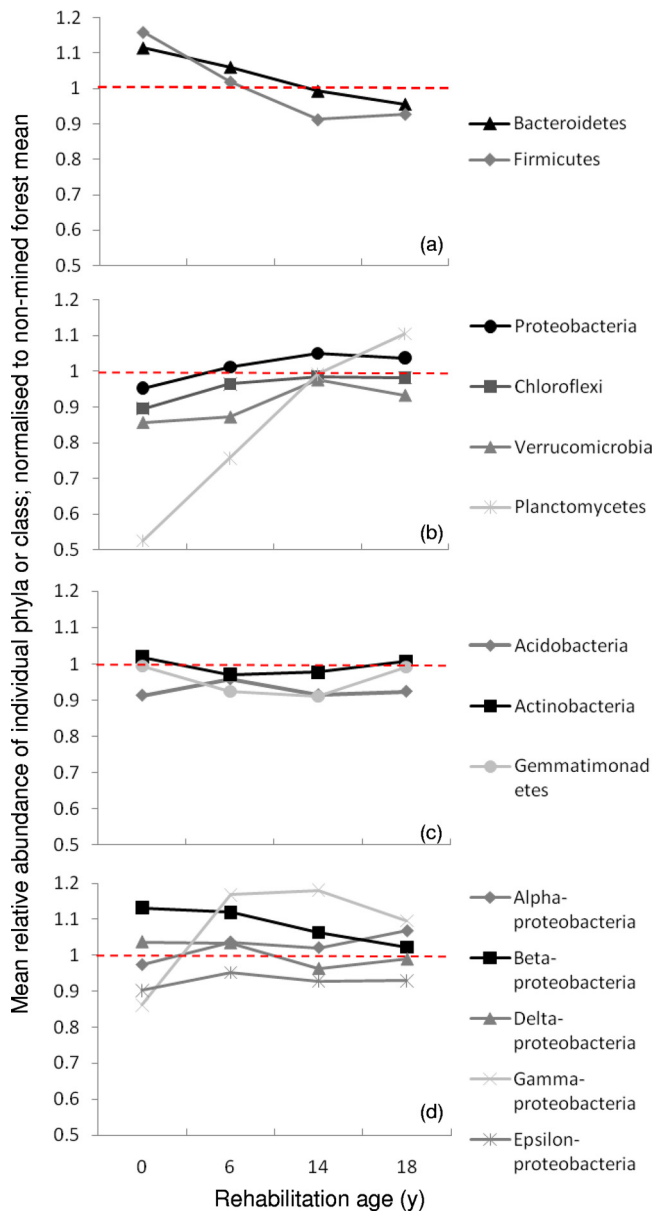 Mean relative abundance of individual phyla or class; normalised to non-mined forest mean
1.2
1.1
1
0.9
0.8
0.7
0.6
0.5
(a)
Bacteroidetes
Firmicutes
1.2
1.1
1
0.9
0.8
0.7
0.6
0.5
(b)
Proteobacteria
Chloroflexi
Verrucomicrobia
Planctomycetes
1.2
1.1
1
0.9
0.8
0.7
0.6
0.5
(c)
Acidobacteria
Actinobacteria
Gemmatimonad
etes
1.2
1.1
1
0.9
0.8
0.7
0.6
0.5
(d)
Alpha-
proteobacteria
Beta-
proteobacteria
Delta-
proteobacteria
Gamma-
proteobacteria
Epsilon-
proteobacteria
0 6 14 18
Rehabilitation age (y)